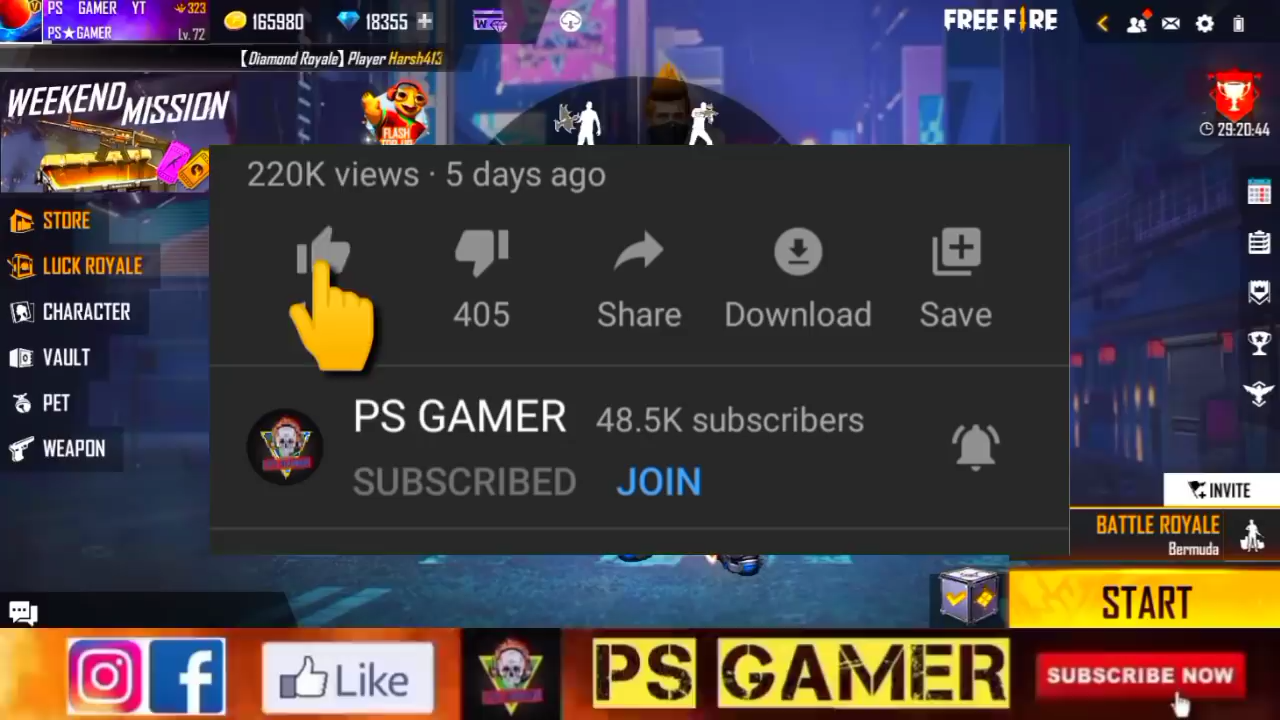 PS GAMER YT
323
PS★GAMER
Lv.72
165980
18355
W
FREE FIRE
【Diamond Royale】Player Harsh413
WEEKEND MISSION
FLASH
29:20:44
220K views · 5 days ago
STORE
LUCK ROYALE
CHARACTER
VAULT
PET
WEAPON
405
Share
Download
Save
PS GAMER 48.5K subscribers
SUBSCRIBED JOIN
INVITE
BATTLE ROYALE
Bermuda
START
Like
PS GAMER
SUBSCRIBE NOW